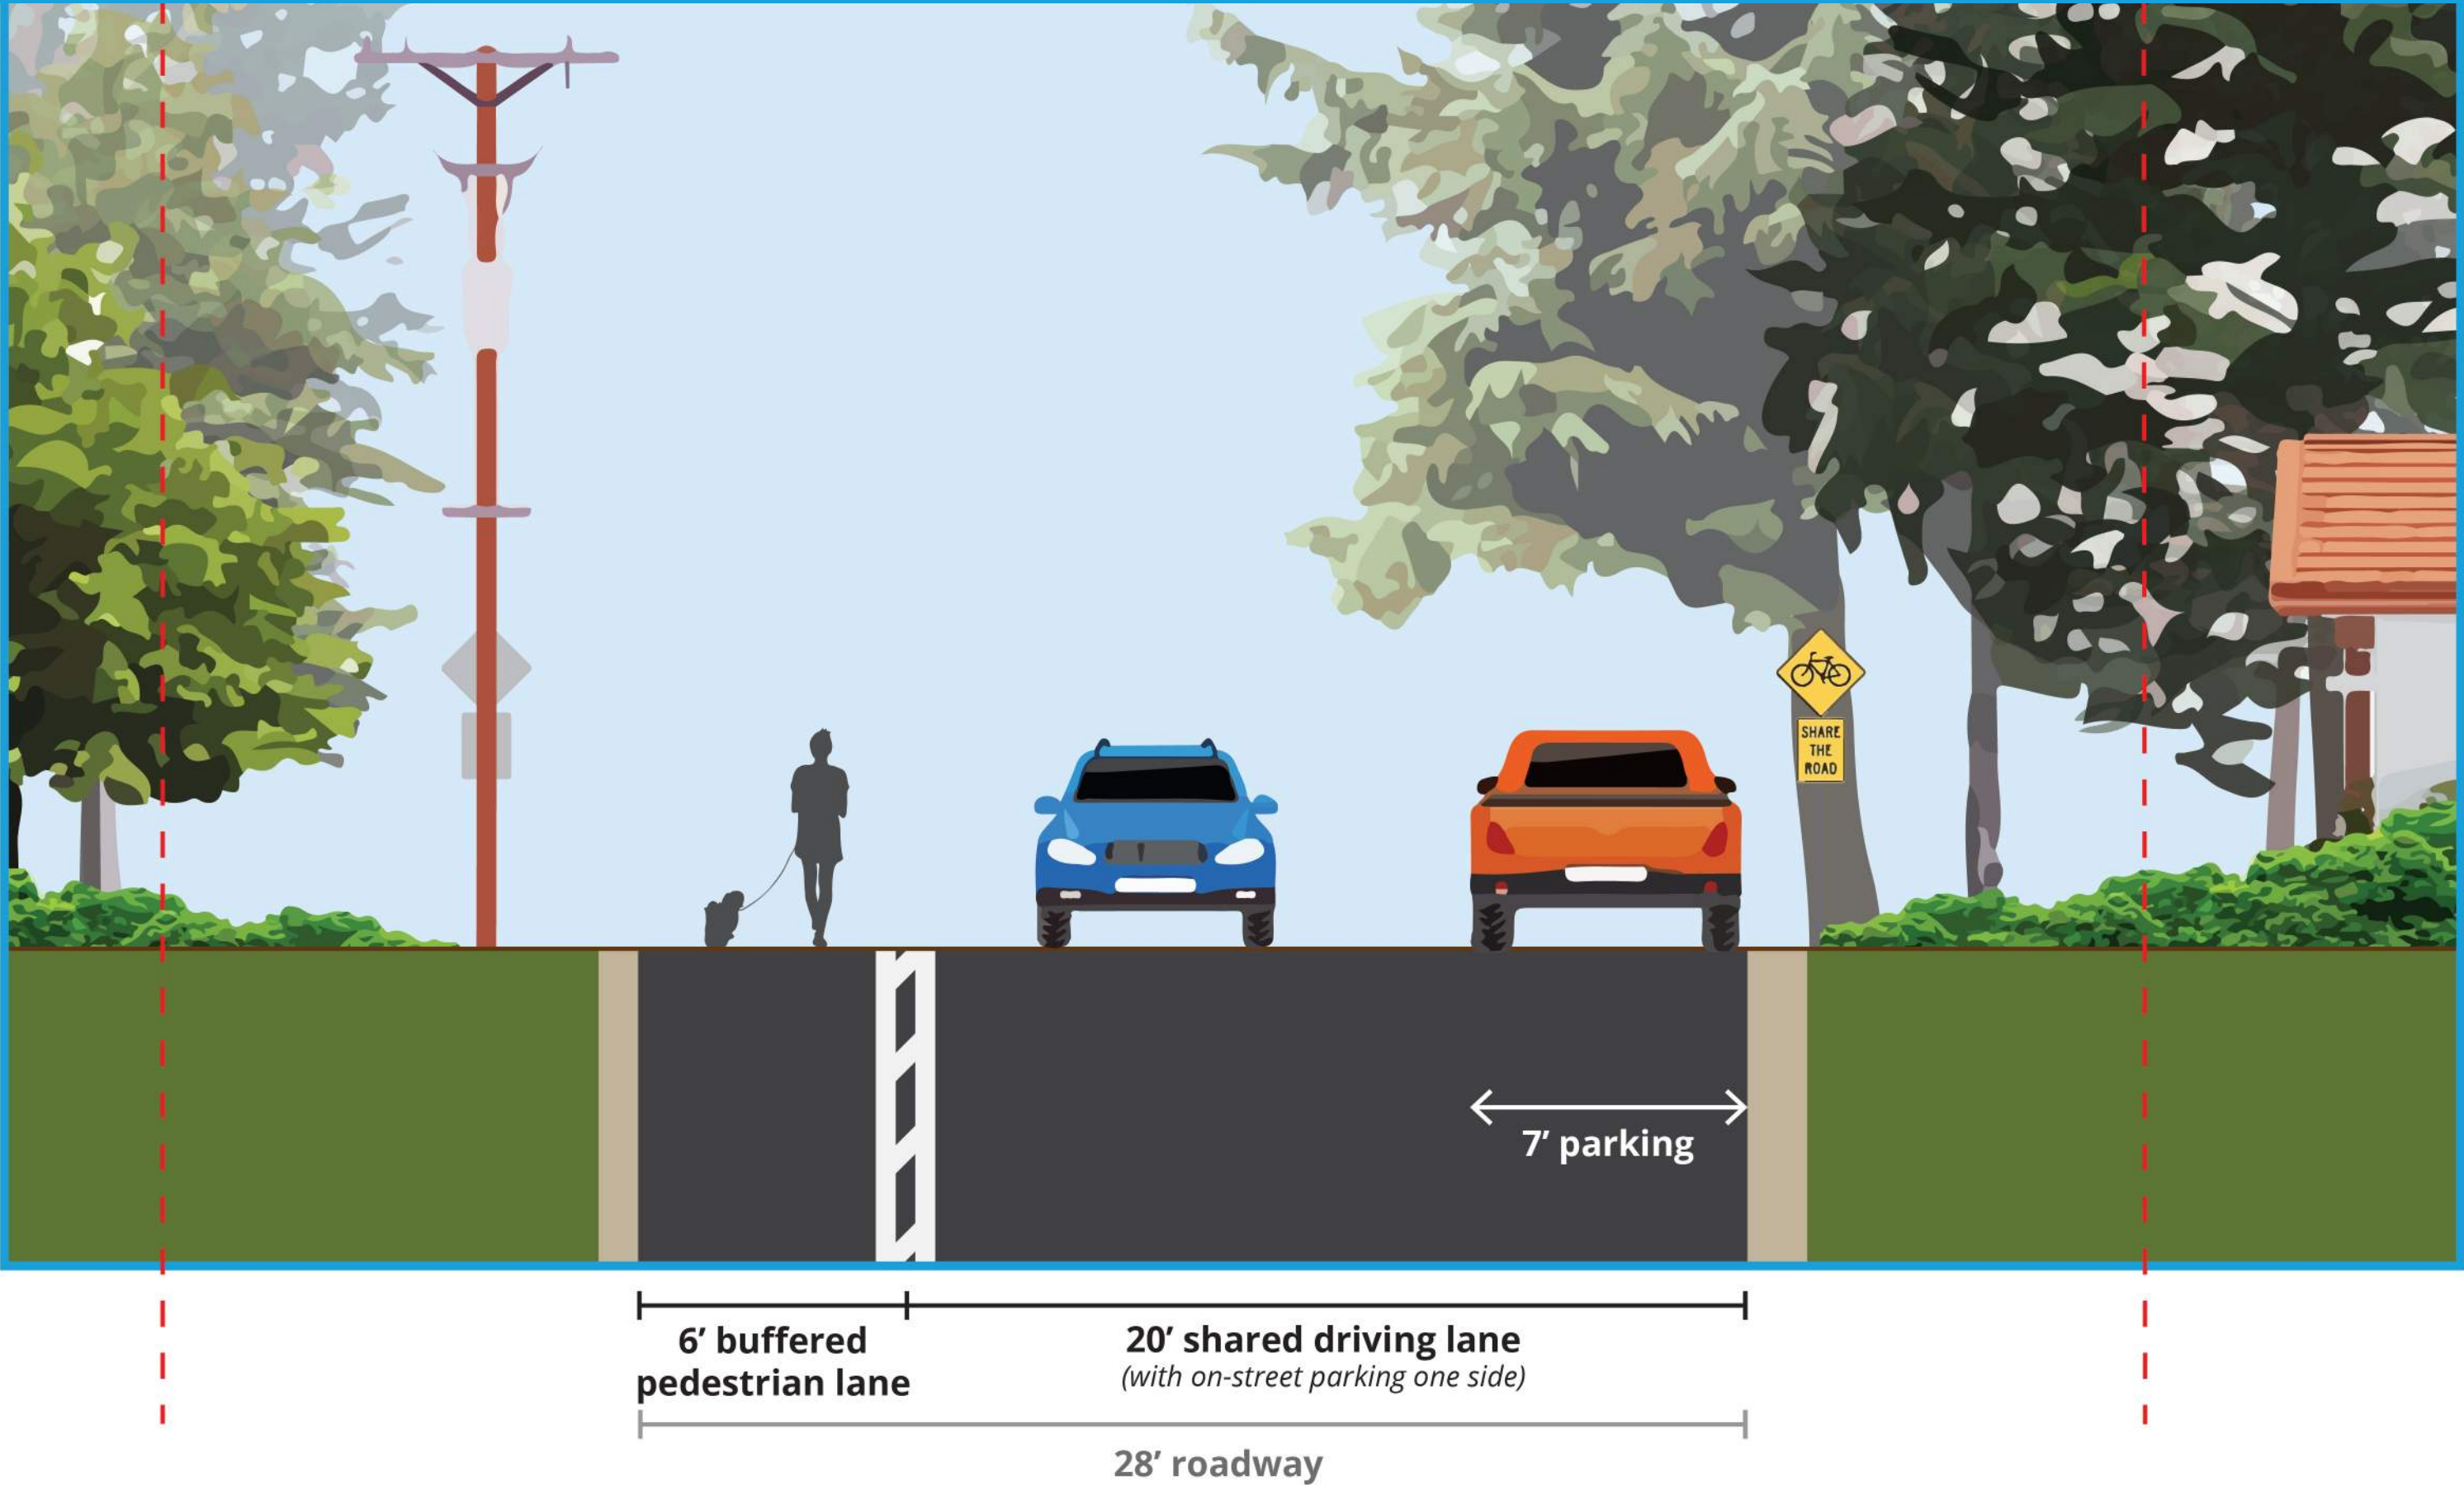 SHARE
THE
ROAD
7′ parking
6′ buffered
pedestrian lane
20′ shared driving lane
(with on-street parking one side)
28′ roadway